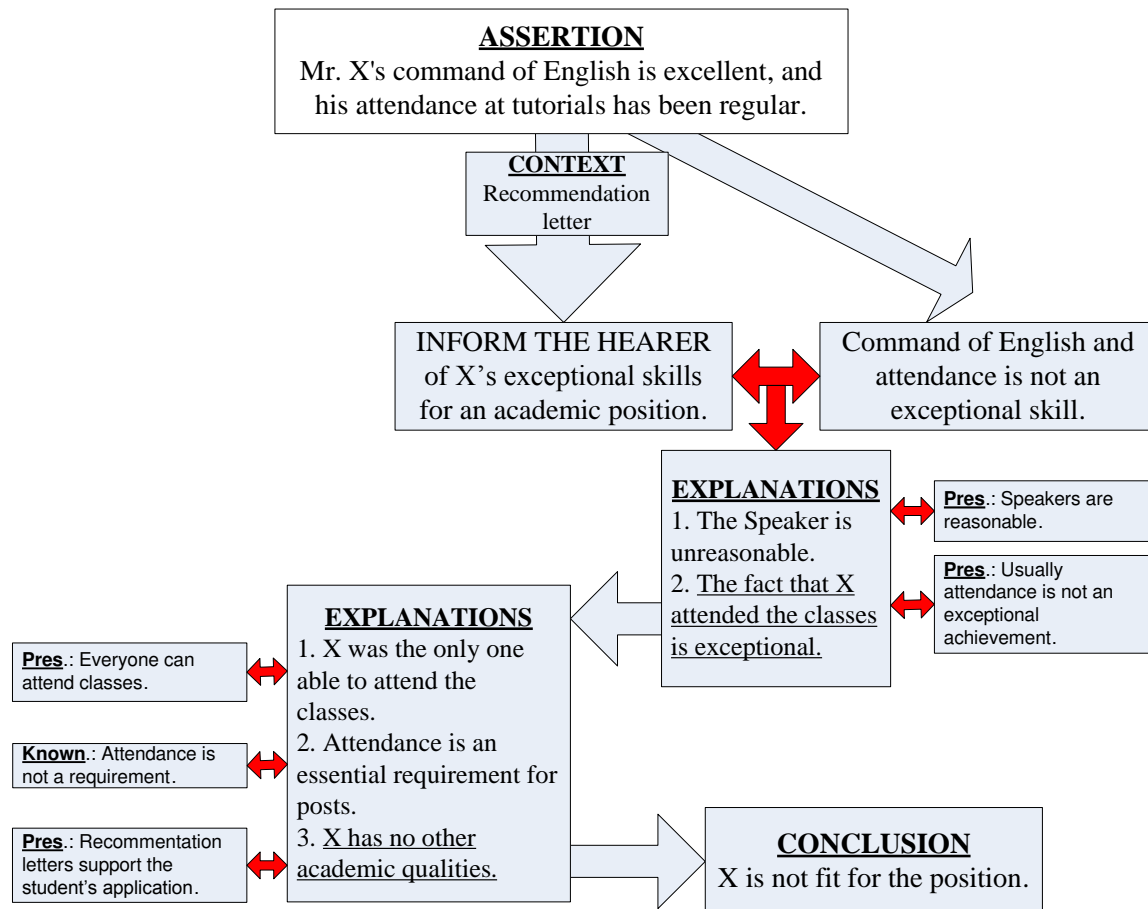 ASSERTION
Mr. X's command of English is excellent, and
his attendance at tutorials has been regular.
CONTEXT
Recommendation
letter
INFORM THE HEARER
of X’s exceptional skills
for an academic position.
Command of English and
attendance is not an
exceptional skill.
EXPLANATIONS
1. The Speaker is
unreasonable.
2. The fact that X
attended the classes
is exceptional.
Pres.: Speakers are
reasonable.
Pres.: Usually
attendance is not an
exceptional
achievement.
EXPLANATIONS
1. X was the only one
able to attend the
classes.
2. Attendance is an
essential requirement for
posts.
3. X has no other
academic qualities.
Pres.: Everyone can
attend classes.
Known.: Attendance is
not a requirement.
Pres.: Recommentation
letters support the
student’s application.
CONCLUSION
X is not fit for the position.